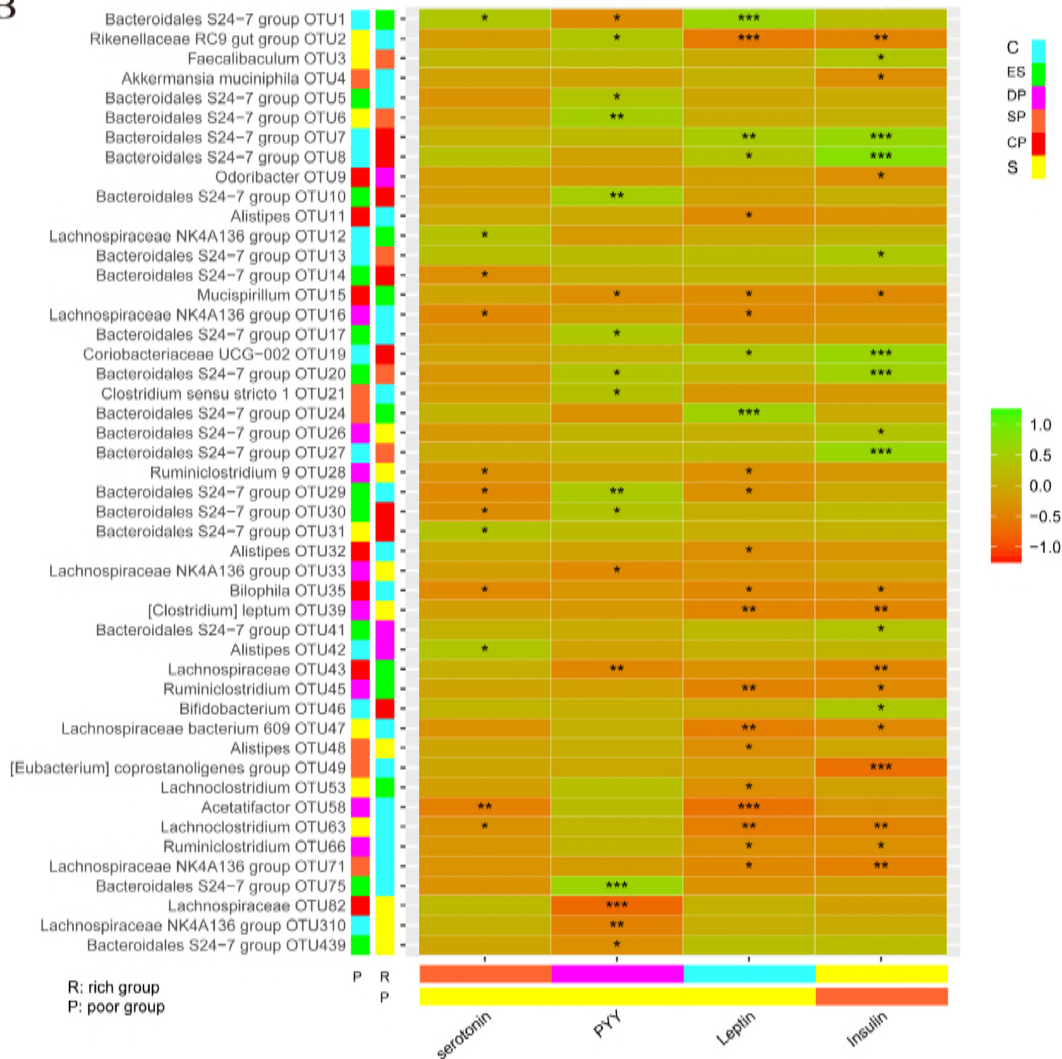 B
Bacteroidales S24-7 group OTU1 * * ***
Rikenellaceae RC9 gut group OTU2 * *** **
Faecalibaculum OTU3 *
Akkermansia muciniphila OTU4 *
Bacteroidales S24-7 group OTU5 *
Bacteroidales S24-7 group OTU6 **
Bacteroidales S24-7 group OTU7 ** ***
Bacteroidales S24-7 group OTU8 * ***
Odoribacter OTU9 *
Bacteroidales S24-7 group OTU10 **
Alistipes OTU11 *
Lachnospiraceae NK4A136 group OTU12 *
Bacteroidales S24-7 group OTU13 *
Bacteroidales S24-7 group OTU14 *
Mucispirillum OTU15 * * *
Lachnospiraceae NK4A136 group OTU16 * *
Bacteroidales S24-7 group OTU17 *
Coriobacteriaceae UCG-002 OTU19 * ***
Bacteroidales S24-7 group OTU20 * ***
Clostridium sensu stricto 1 OTU21 *
Bacteroidales S24-7 group OTU24 ***
Bacteroidales S24-7 group OTU26 *
Bacteroidales S24-7 group OTU27 ***
Ruminiclostridium 9 OTU28 * *
Bacteroidales S24-7 group OTU29 * ** *
Bacteroidales S24-7 group OTU30 * *
Bacteroidales S24-7 group OTU31 *
Alistipes OTU32 *
Lachnospiraceae NK4A136 group OTU33 *
Bilophila OTU35 * * *
[Clostridium] leptum OTU39 ** **
Bacteroidales S24-7 group OTU41 *
Alistipes OTU42 *
Lachnospiraceae OTU43 ** **
Ruminiclostridium OTU45 ** *
Bifidobacterium OTU46 *
Lachnospiraceae bacterium 609 OTU47 ** *
Alistipes OTU48 *
[Eubacterium] coprostanoligenes group OTU49 ***
Lachnoclostridium OTU53 *
Acetatifactor OTU58 ** ***
Lachnoclostridium OTU63 * ** **
Ruminiclostridium OTU66 * *
Lachnospiraceae NK4A136 group OTU71 * **
Bacteroidales S24-7 group OTU75 ***
Lachnospiraceae OTU82 ***
Lachnospiraceae NK4A136 group OTU310 **
Bacteroidales S24-7 group OTU439 *
P R
P
R: rich group
P: poor group
serotonin
PYY
Leptin
Insulin
C
ES
DP
SP
CP
S
1.0
0.5
0.0
−0.5
−1.0